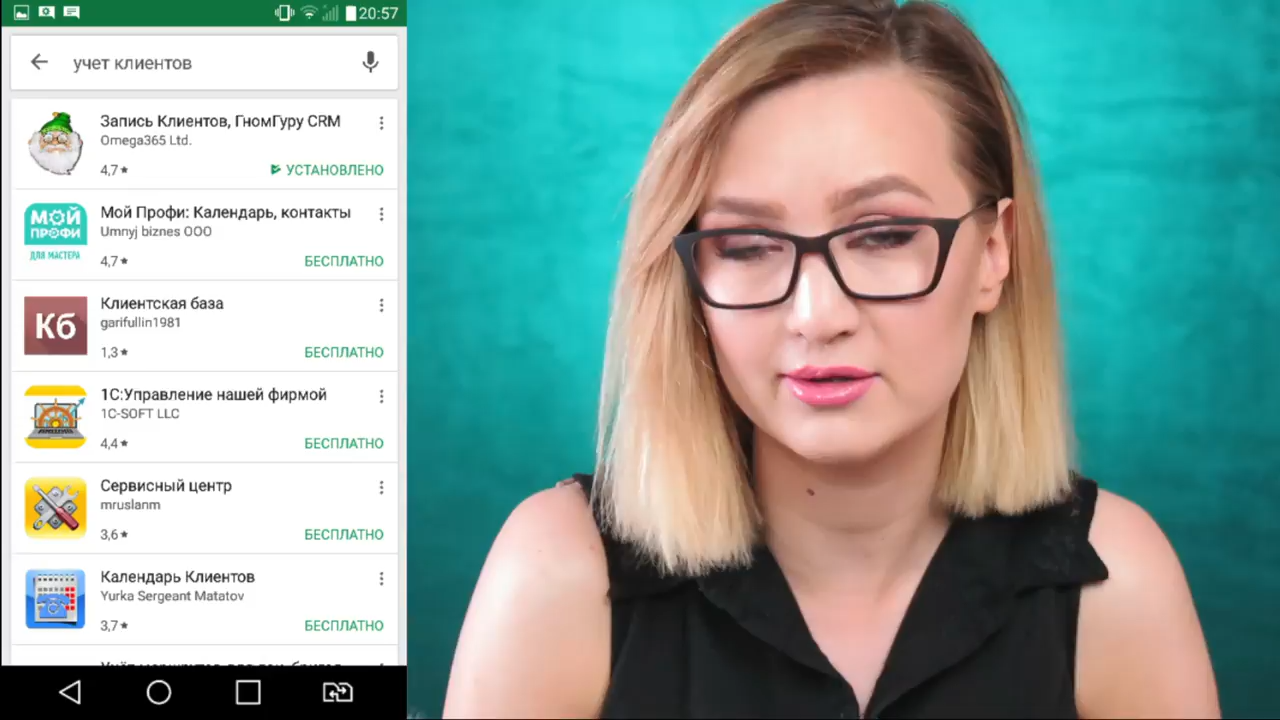 20:57
учет клиентов
Запись Клиентов, ГномГуру CRM
Omega365 Ltd.
4,7★ УСТАНОВЛЕНО
МОЙ
ПРОФИ
ДЛЯ МАСТЕРА
Мой Профи: Календарь, контакты
Umnyj biznes OOO
4,7★ БЕСПЛАТНО
Кб
Клиентская база
garifullin1981
1,3★ БЕСПЛАТНО
1С:Управление нашей фирмой
1C-SOFT LLC
4,4★ БЕСПЛАТНО
Сервисный центр
mruslanm
3,6★ БЕСПЛАТНО
Календарь Клиентов
Yurka Sergeant Matatov
3,7★ БЕСПЛАТНО